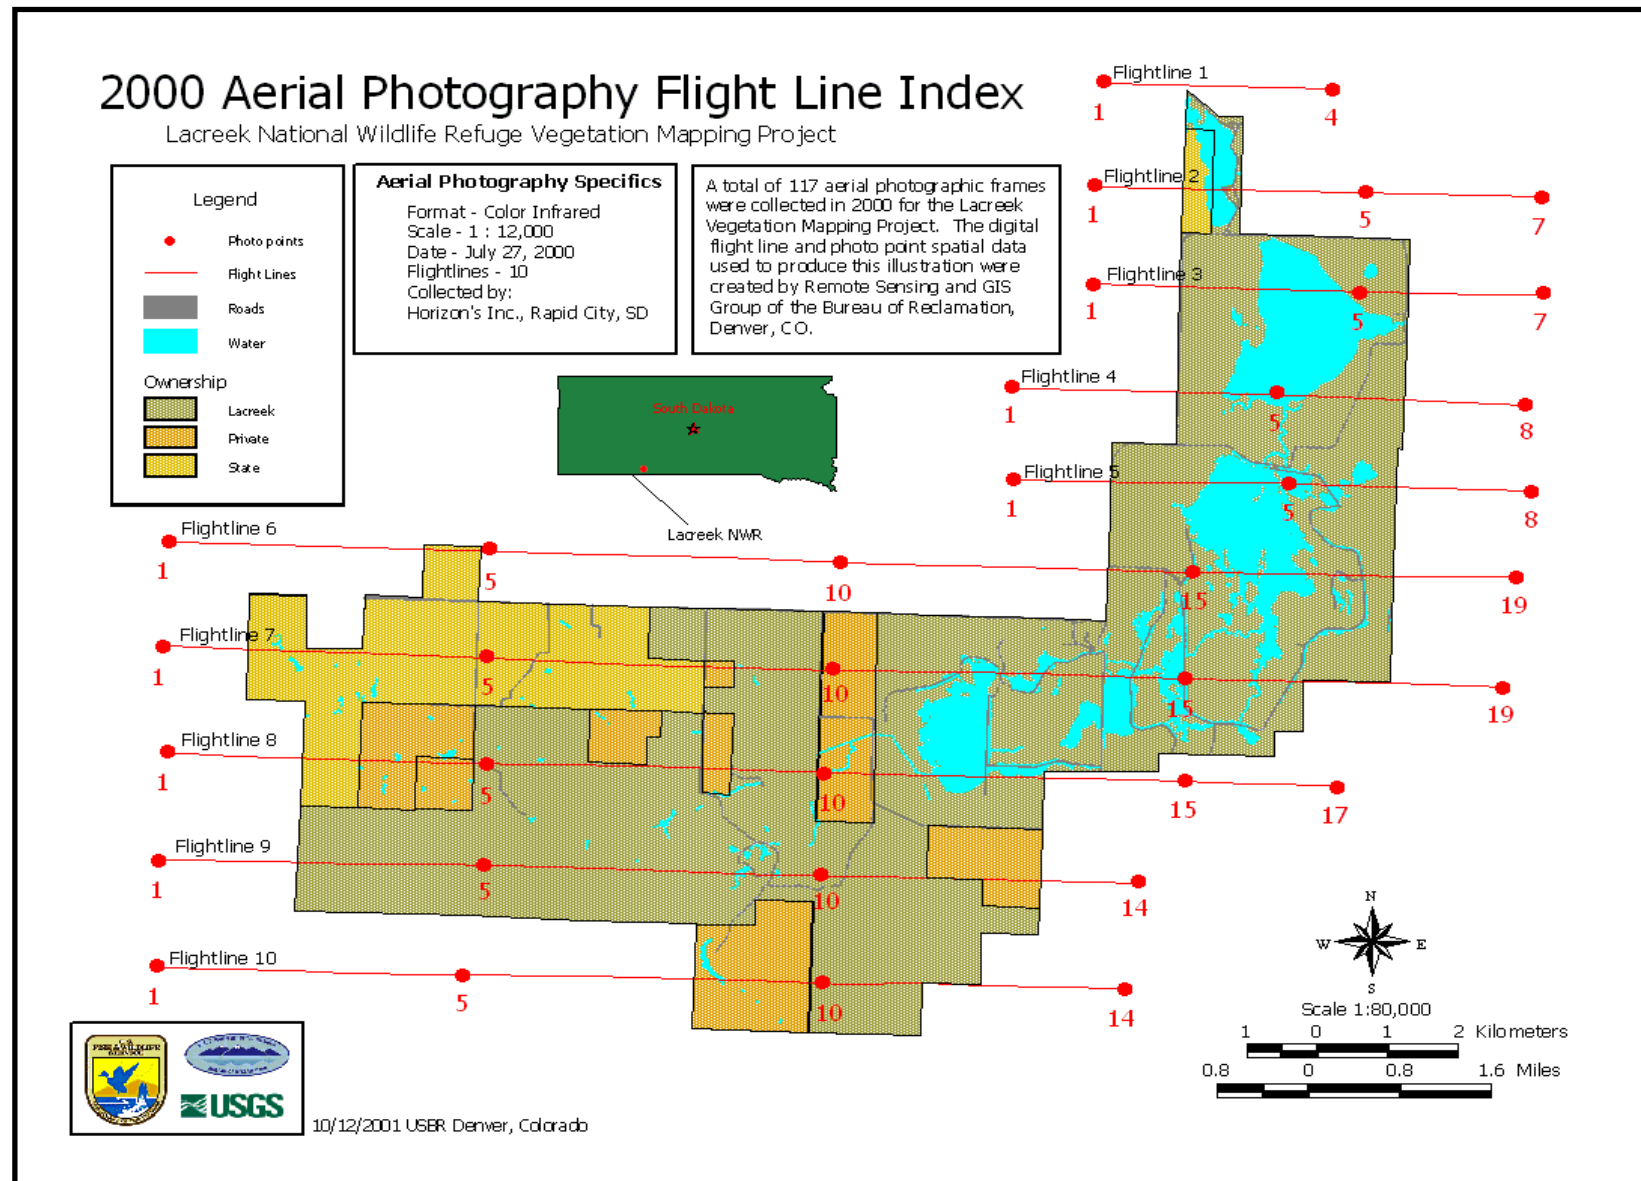 2000 Aerial Photography Flight Line Index
Lacreek National Wildlife Refuge Vegetation Mapping Project
Legend
Photo points
Flight Lines
Roads
Water
Ownership
Lacreek
Private
State
Aerial Photography Specifics
Format - Color Infrared
Scale - 1 : 12,000
Date - July 27, 2000
Flightlines - 10
Collected by:
Horizon's Inc., Rapid City, SD
A total of 117 aerial photographic frames
were collected in 2000 for the Lacreek
Vegetation Mapping Project. The digital
flight line and photo point spatial data
used to produce this illustration were
created by Remote Sensing and GIS
Group of the Bureau of Reclamation,
Denver, CO.
South Dakota
Lacreek NWR
Flightline 1
1 4
Flightline 2
1 5 7
Flightline 3
1 5 7
Flightline 4
1 5 8
Flightline 5
1 5 8
Flightline 6
1 5 10 15 19
Flightline 7
1 5 10 15 19
Flightline 8
1 5 10 15 17
Flightline 9
1 5 10 14
Flightline 10
1 5 10 14
N
W E
S
Scale 1:80,000
1 0 1 2 Kilometers
0.8 0 0.8 1.6 Miles
FISH & WILDLIFE
USGS
10/12/2001 USBR Denver, Colorado